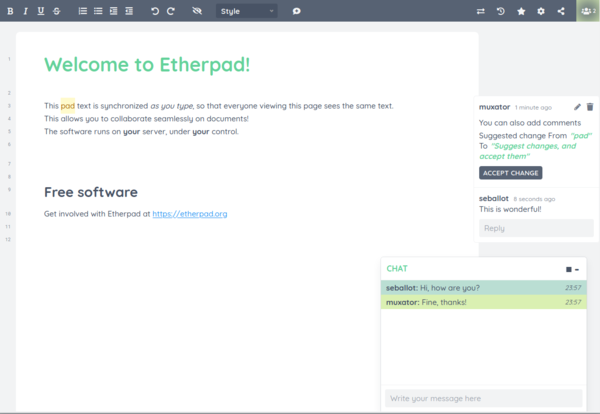 B I U S Style 2
1 Welcome to Etherpad!
2
3 This pad text is synchronized as you type, so that everyone viewing this page sees the same text.
4 This allows you to collaborate seamlessly on documents!
5 The software runs on your server, under your control.
6
7
8
9 Free software
10 Get involved with Etherpad at https://etherpad.org
11
12
muxator 1 minute ago
You can also add comments
Suggested change From "pad"
To "Suggest changes, and
accept them"
ACCEPT CHANGE
seballot 8 seconds ago
This is wonderful!
Reply
CHAT
seballot: Hi, how are you? 23:57
muxator: Fine, thanks! 23:57
Write your message here